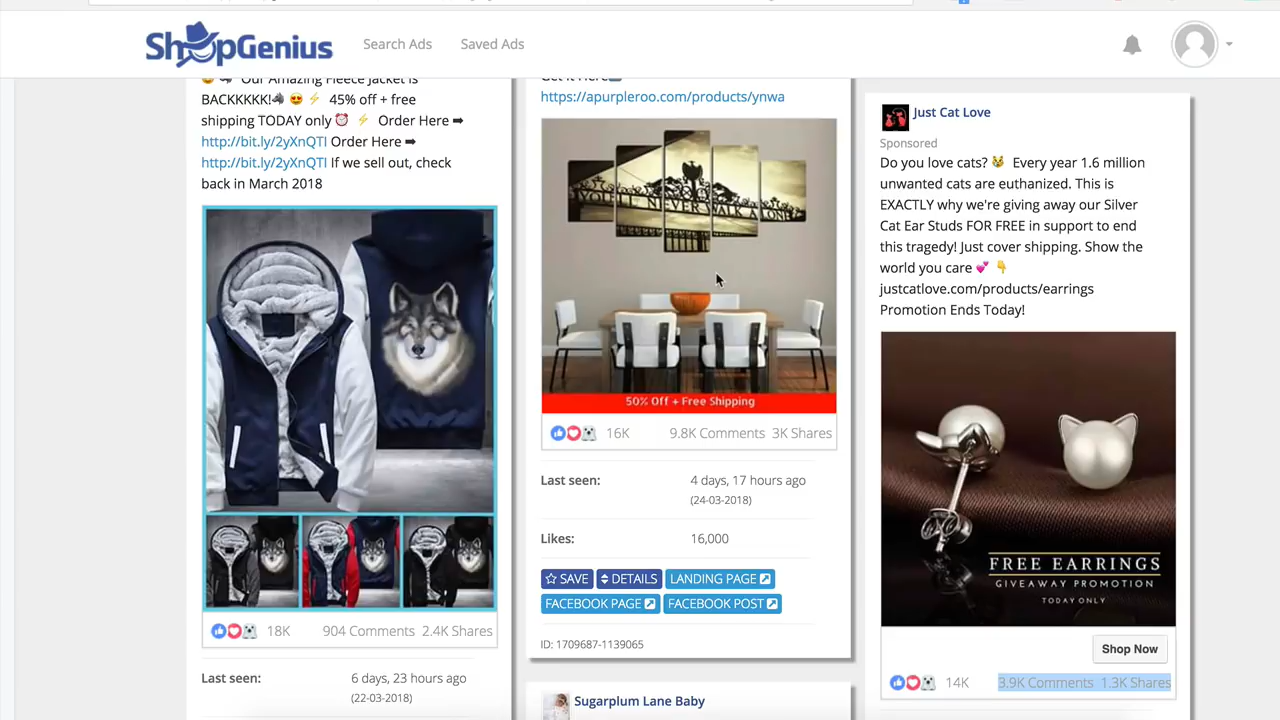 ShopGenius
Search Ads
Saved Ads
Our Amazing Fleece Jacket is
BACKKKKK! 45% off + free
shipping TODAY only Order Here
http://bit.ly/2yXnQTI Order Here
http://bit.ly/2yXnQTI If we sell out, check
back in March 2018
18K 904 Comments 2.4K Shares
Last seen: 6 days, 23 hours ago
(22-03-2018)
Get it Here
https://apurpleroo.com/products/ynwa
YOU'LL NEVER WALK ALONE
50% Off + Free Shipping
16K 9.8K Comments 3K Shares
Last seen: 4 days, 17 hours ago
(24-03-2018)
Likes: 16,000
SAVE DETAILS LANDING PAGE
FACEBOOK PAGE FACEBOOK POST
ID: 1709687-1139065
Sugarplum Lane Baby
Just Cat Love
Sponsored
Do you love cats? 😿 Every year 1.6 million
unwanted cats are euthanized. This is
EXACTLY why we're giving away our Silver
Cat Ear Studs FOR FREE in support to end
this tragedy! Just cover shipping. Show the
world you care 💕 👇
justcatlove.com/products/earrings
Promotion Ends Today!
FREE EARRINGS
GIVEAWAY PROMOTION
TODAY ONLY
Shop Now
14K 3.9K Comments 1.3K Shares